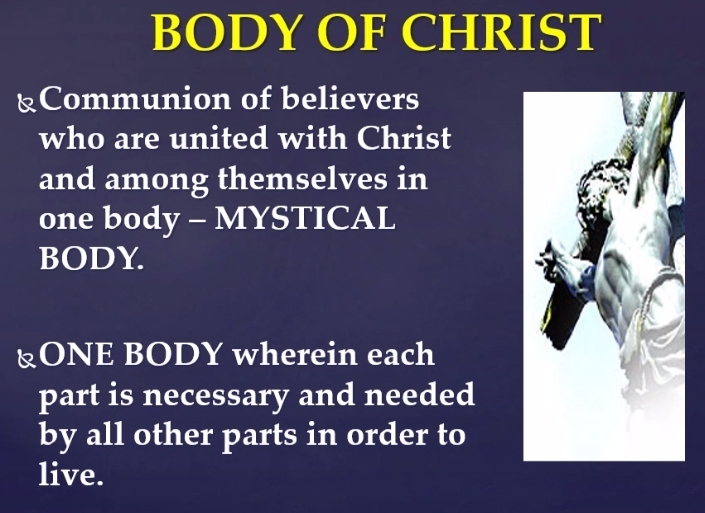 BODY OF CHRIST
Communion of believers
who are united with Christ
and among themselves in
one body – MYSTICAL
BODY.
ONE BODY wherein each
part is necessary and needed
by all other parts in order to
live.